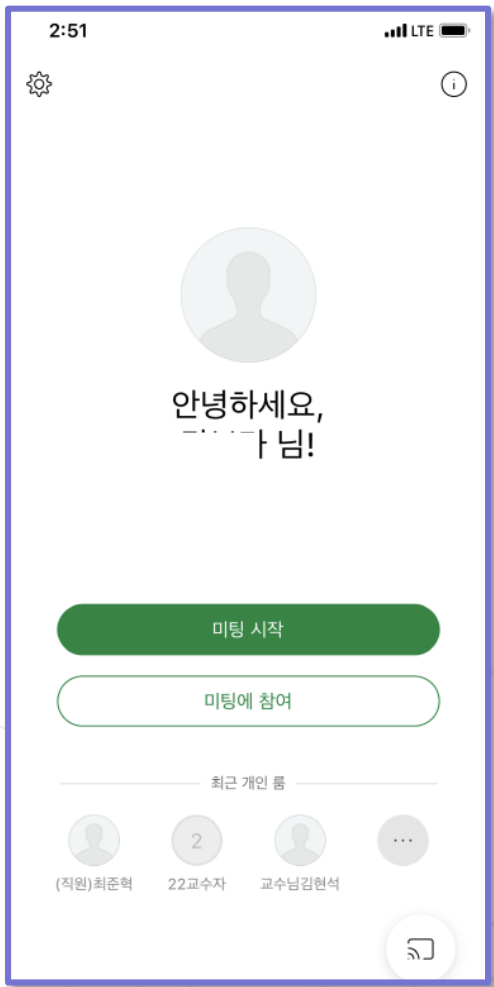 2:51
LTE
안녕하세요,
님!
미팅 시작
미팅에 참여
최근 개인 룸
2
(직원)최준혁
22교수자
교수님김현석